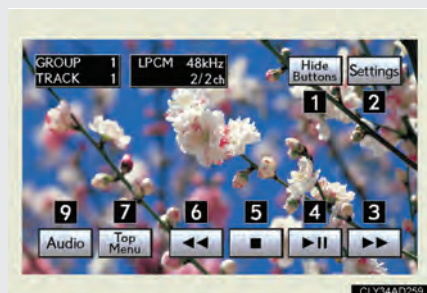 GROUP 1
TRACK 1
LPCM 48kHz
2/2ch
Hide
Buttons
Settings
1
2
9
7
6
5
4
3
Audio
Top
Menu
CLY34AD259